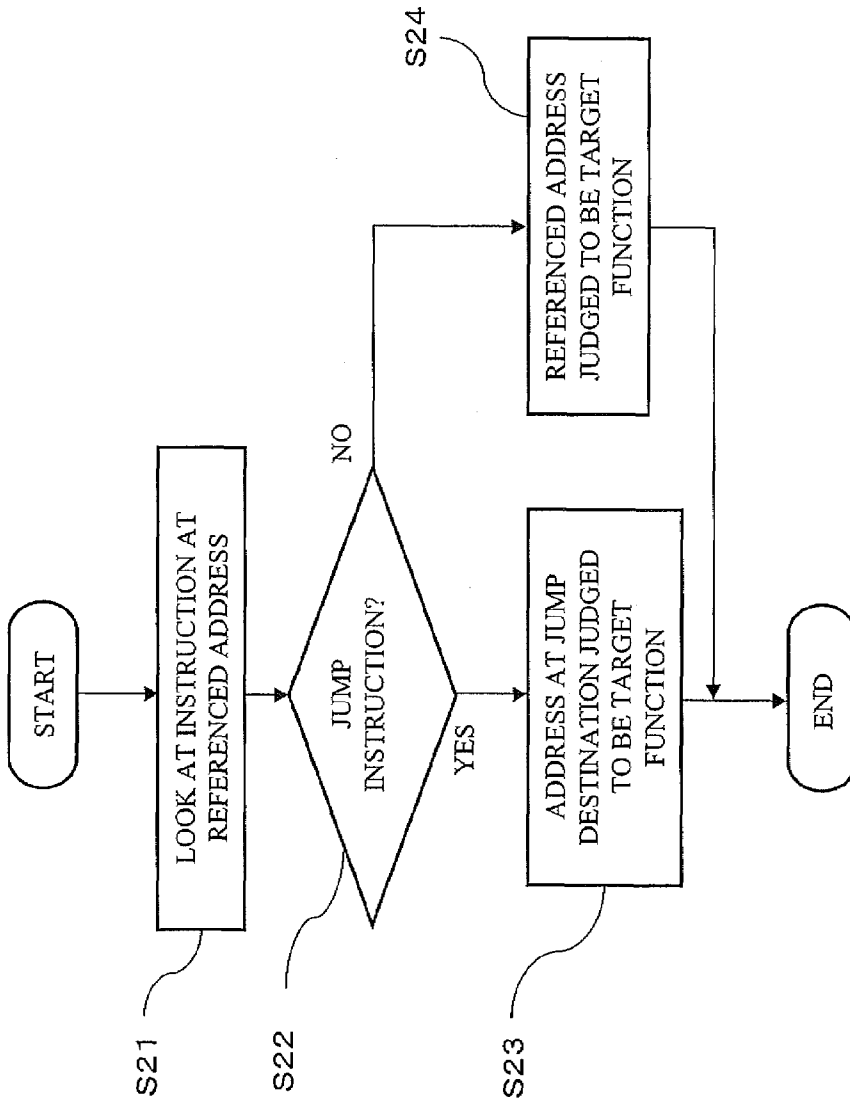 START
S21
LOOK AT INSTRUCTION AT
REFERENCED ADDRESS
S22
JUMP
INSTRUCTION?
NO
YES
S23
ADDRESS AT JUMP
DESTINATION JUDGED
TO BE TARGET
FUNCTION
S24
REFERENCED ADDRESS
JUDGED TO BE TARGET
FUNCTION
END